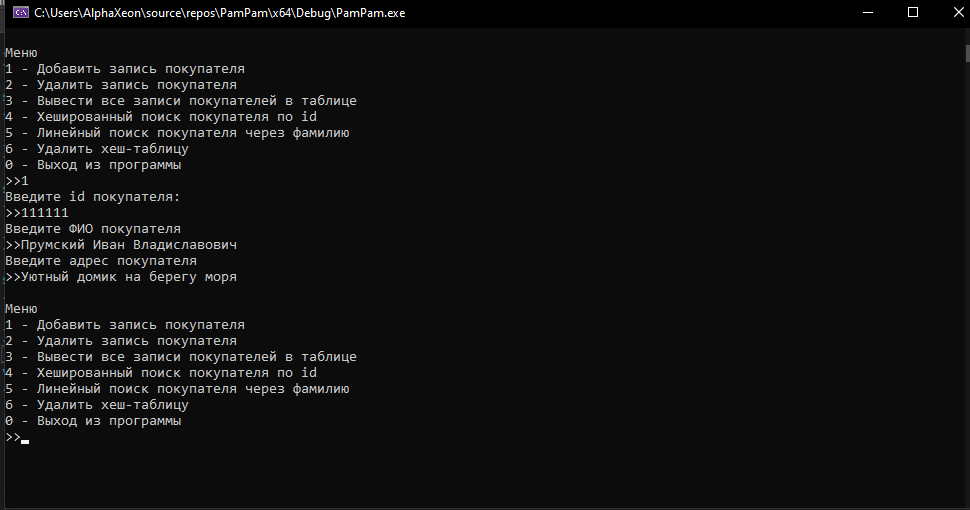 C:\Users\AlphaXeon\source\repos\PamPam\x64\Debug\PamPam.exe
Меню
1 - Добавить запись покупателя
2 - Удалить запись покупателя
3 - Вывести все записи покупателей в таблице
4 - Хешированный поиск покупателя по id
5 - Линейный поиск покупателя через фамилию
6 - Удалить хеш-таблицу
0 - Выход из программы
>>1
Введите id покупателя:
>>111111
Введите ФИО покупателя
>>Прумский Иван Владиславович
Введите адрес покупателя
>>Уютный домик на берегу моря
Меню
1 - Добавить запись покупателя
2 - Удалить запись покупателя
3 - Вывести все записи покупателей в таблице
4 - Хешированный поиск покупателя по id
5 - Линейный поиск покупателя через фамилию
6 - Удалить хеш-таблицу
0 - Выход из программы
>>